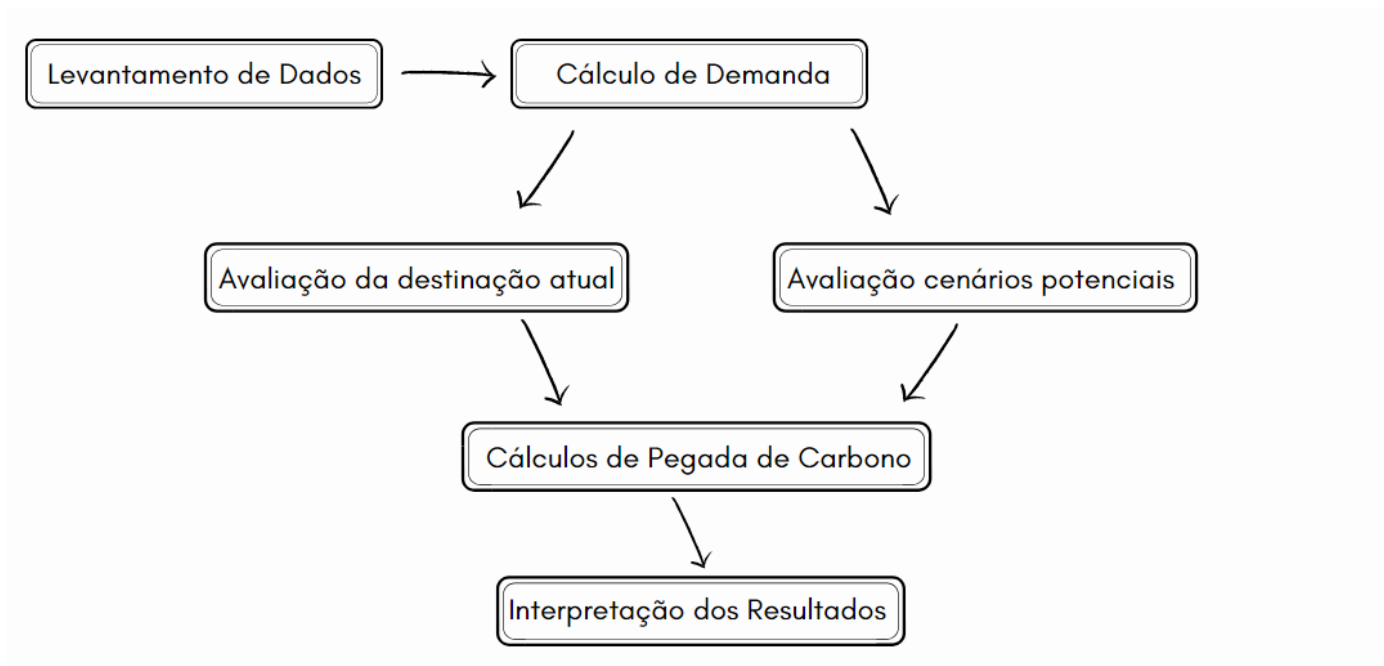 Levantamento de Dados
Cálculo de Demanda
Avaliação da destinação atual
Avaliação cenários potenciais
Cálculos de Pegada de Carbono
Interpretação dos Resultados